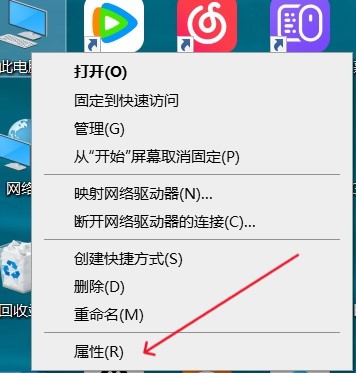 此电脑
打开(O)
固定到快速访问
管理(G)
从“开始”屏幕取消固定(P)
网络
映射网络驱动器(N)...
断开网络驱动器的连接(C)...
创建快捷方式(S)
删除(D)
回收站
重命名(M)
属性(R)